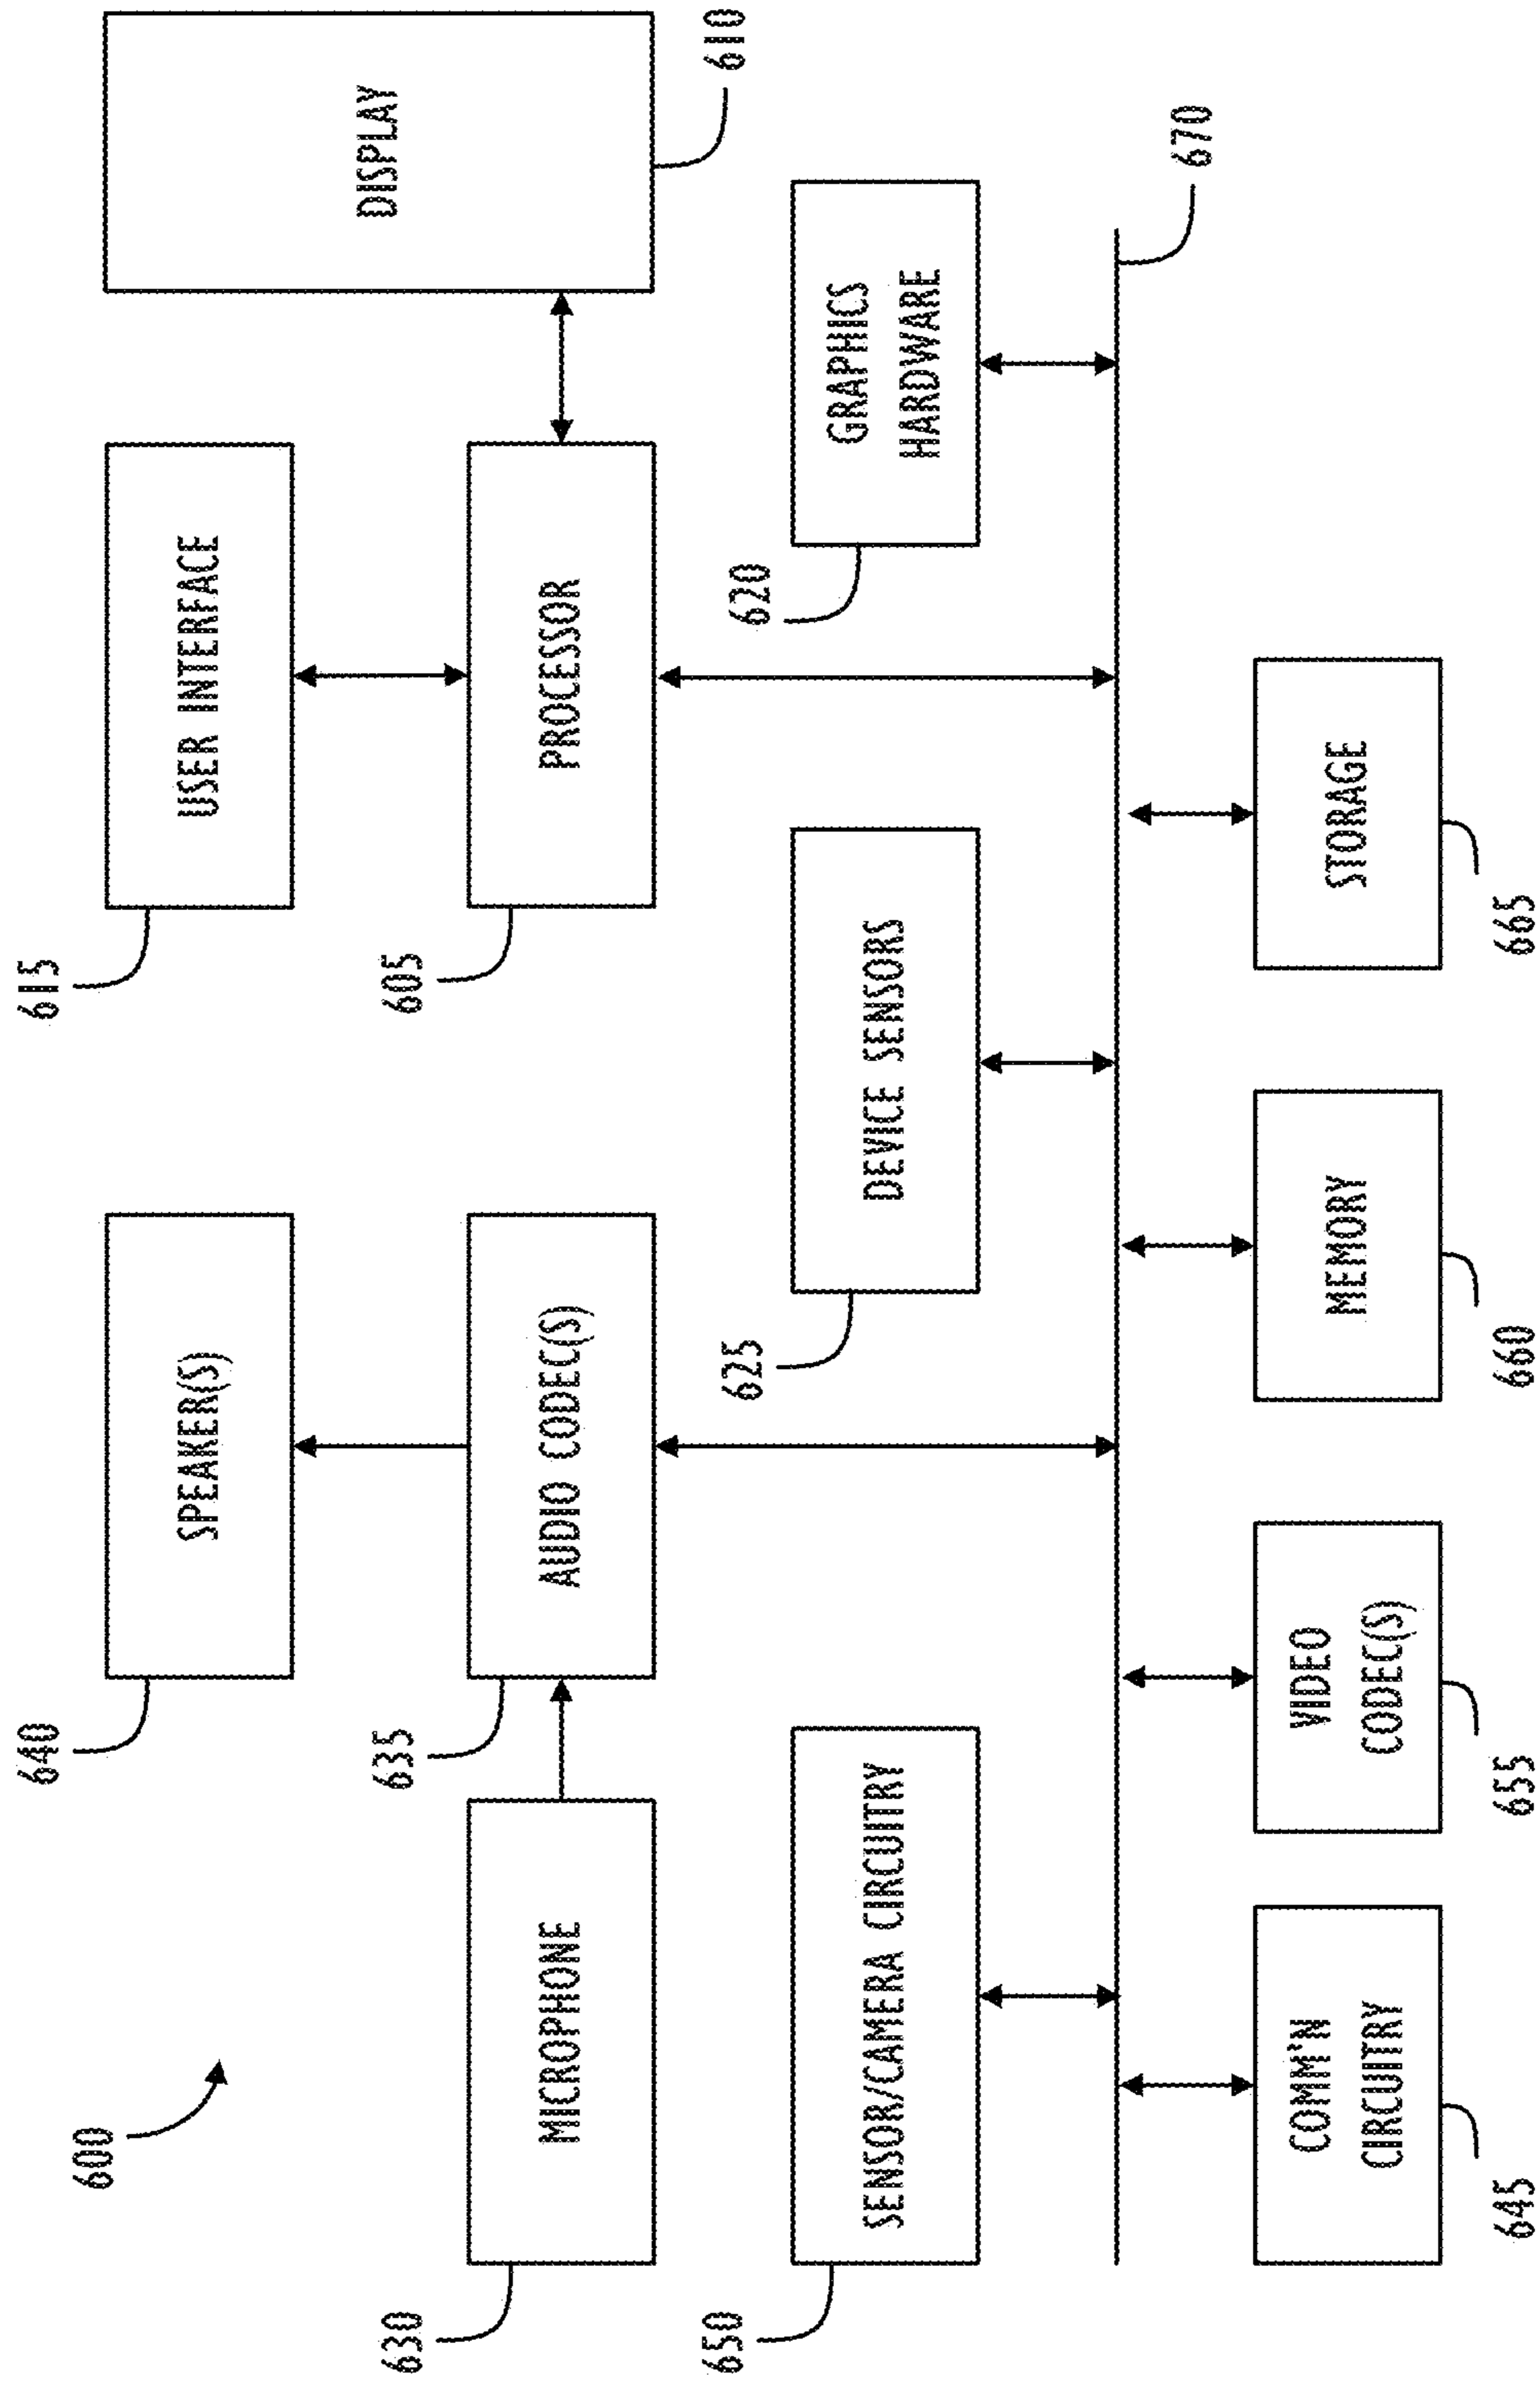 600
640
SPEAKER(S)
615
USER INTERFACE
DISPLAY
610
630
MICROPHONE
635
AUDIO CODEC(S)
605
PROCESSOR
650
SENSOR/CAMERA CIRCUITRY
625
DEVICE SENSORS
620
GRAPHICS
HARDWARE
670
COMM'N
CIRCUITRY
645
VIDEO
CODEC(S)
655
MEMORY
660
STORAGE
665